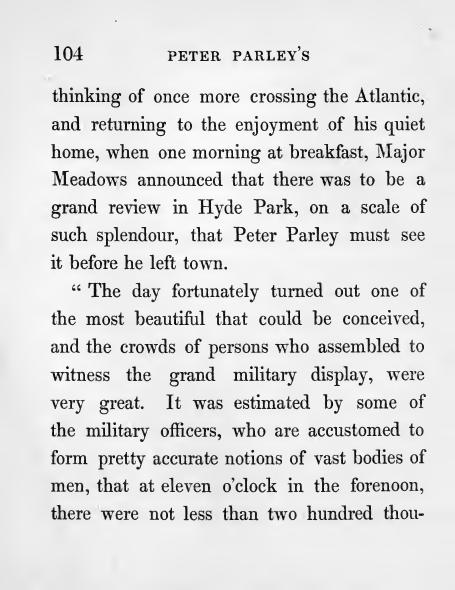 104 PETER PARLEY'S
thinking of once more crossing the Atlantic,
and returning to the enjoyment of his quiet
home, when one morning at breakfast, Major
Meadows announced that there was to be a
grand review in Hyde Park, on a scale of
such splendour, that Peter Parley must see
it before he left town.
“ The day fortunately turned out one of
the most beautiful that could be conceived,
and the crowds of persons who assembled to
witness the grand military display, were
very great. It was estimated by some of
the military officers, who are accustomed to
form pretty accurate notions of vast bodies of
men, that at eleven o'clock in the forenoon,
there were not less than two hundred thou-